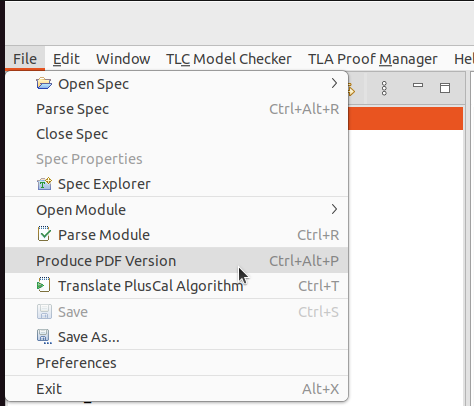 File Edit Window TLC Model Checker TLA Proof Manager Hel
Open Spec
Parse Spec Ctrl+Alt+R
Close Spec
Spec Properties
Spec Explorer
Open Module
Parse Module Ctrl+R
Produce PDF Version Ctrl+Alt+P
Translate PlusCal Algorithm Ctrl+T
Save Ctrl+S
Save As...
Preferences
Exit Alt+X